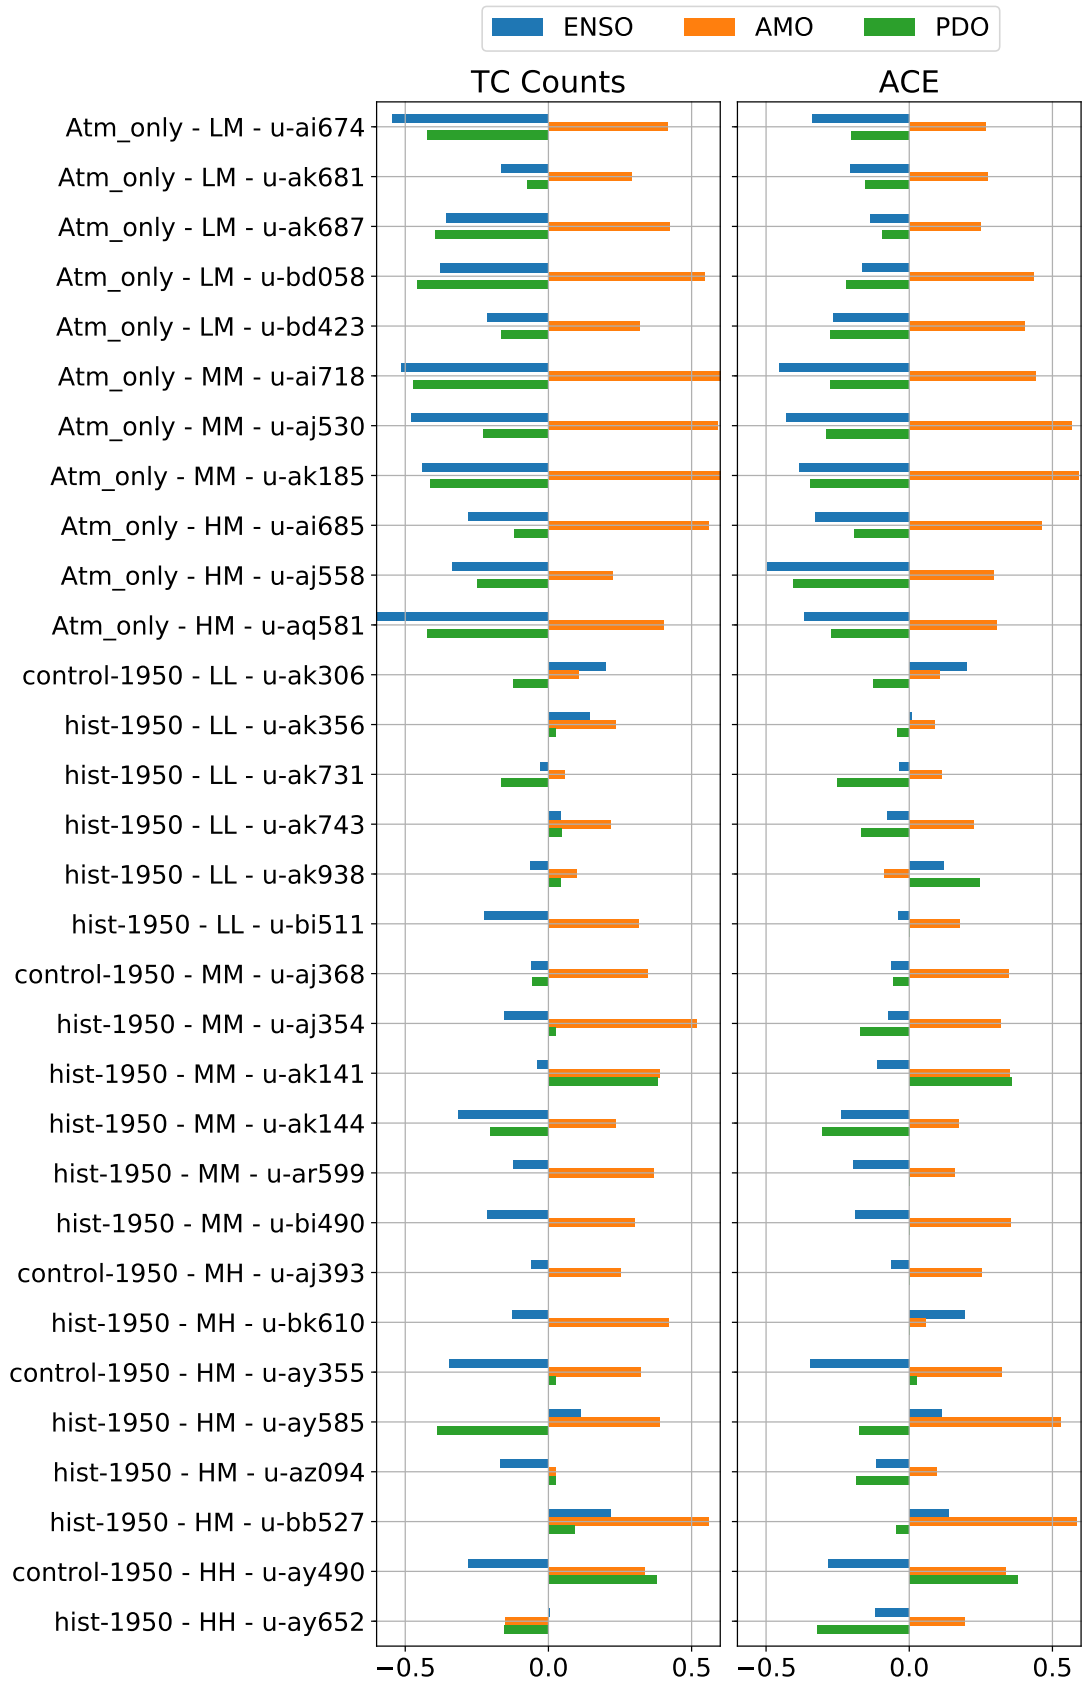 ENSO AMO PDO
TC Counts ACE
Atm_only - LM - u-ai674
Atm_only - LM - u-ak681
Atm_only - LM - u-ak687
Atm_only - LM - u-bd058
Atm_only - LM - u-bd423
Atm_only - MM - u-ai718
Atm_only - MM - u-aj530
Atm_only - MM - u-ak185
Atm_only - HM - u-ai685
Atm_only - HM - u-aj558
Atm_only - HM - u-aq581
control-1950 - LL - u-ak306
hist-1950 - LL - u-ak356
hist-1950 - LL - u-ak731
hist-1950 - LL - u-ak743
hist-1950 - LL - u-ak938
hist-1950 - LL - u-bi511
control-1950 - MM - u-aj368
hist-1950 - MM - u-aj354
hist-1950 - MM - u-ak141
hist-1950 - MM - u-ak144
hist-1950 - MM - u-ar599
hist-1950 - MM - u-bi490
control-1950 - MH - u-aj393
hist-1950 - MH - u-bk610
control-1950 - HM - u-ay355
hist-1950 - HM - u-ay585
hist-1950 - HM - u-az094
hist-1950 - HM - u-bb527
control-1950 - HH - u-ay490
hist-1950 - HH - u-ay652
−0.5 0.0 0.5 −0.5 0.0 0.5